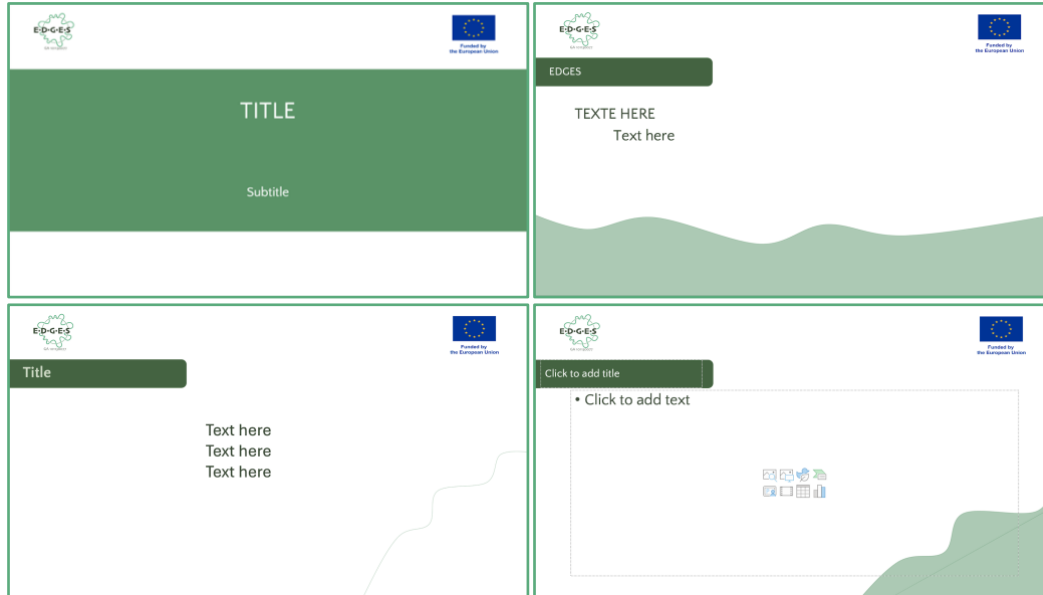 E·D·G·E·S
Funded by
the European Union
TITLE
Subtitle
E·D·G·E·S
Funded by
the European Union
EDGES
TEXTE HERE
Text here
E·D·G·E·S
Funded by
the European Union
Title
Text here
Text here
Text here
E·D·G·E·S
Funded by
the European Union
Click to add title
• Click to add text